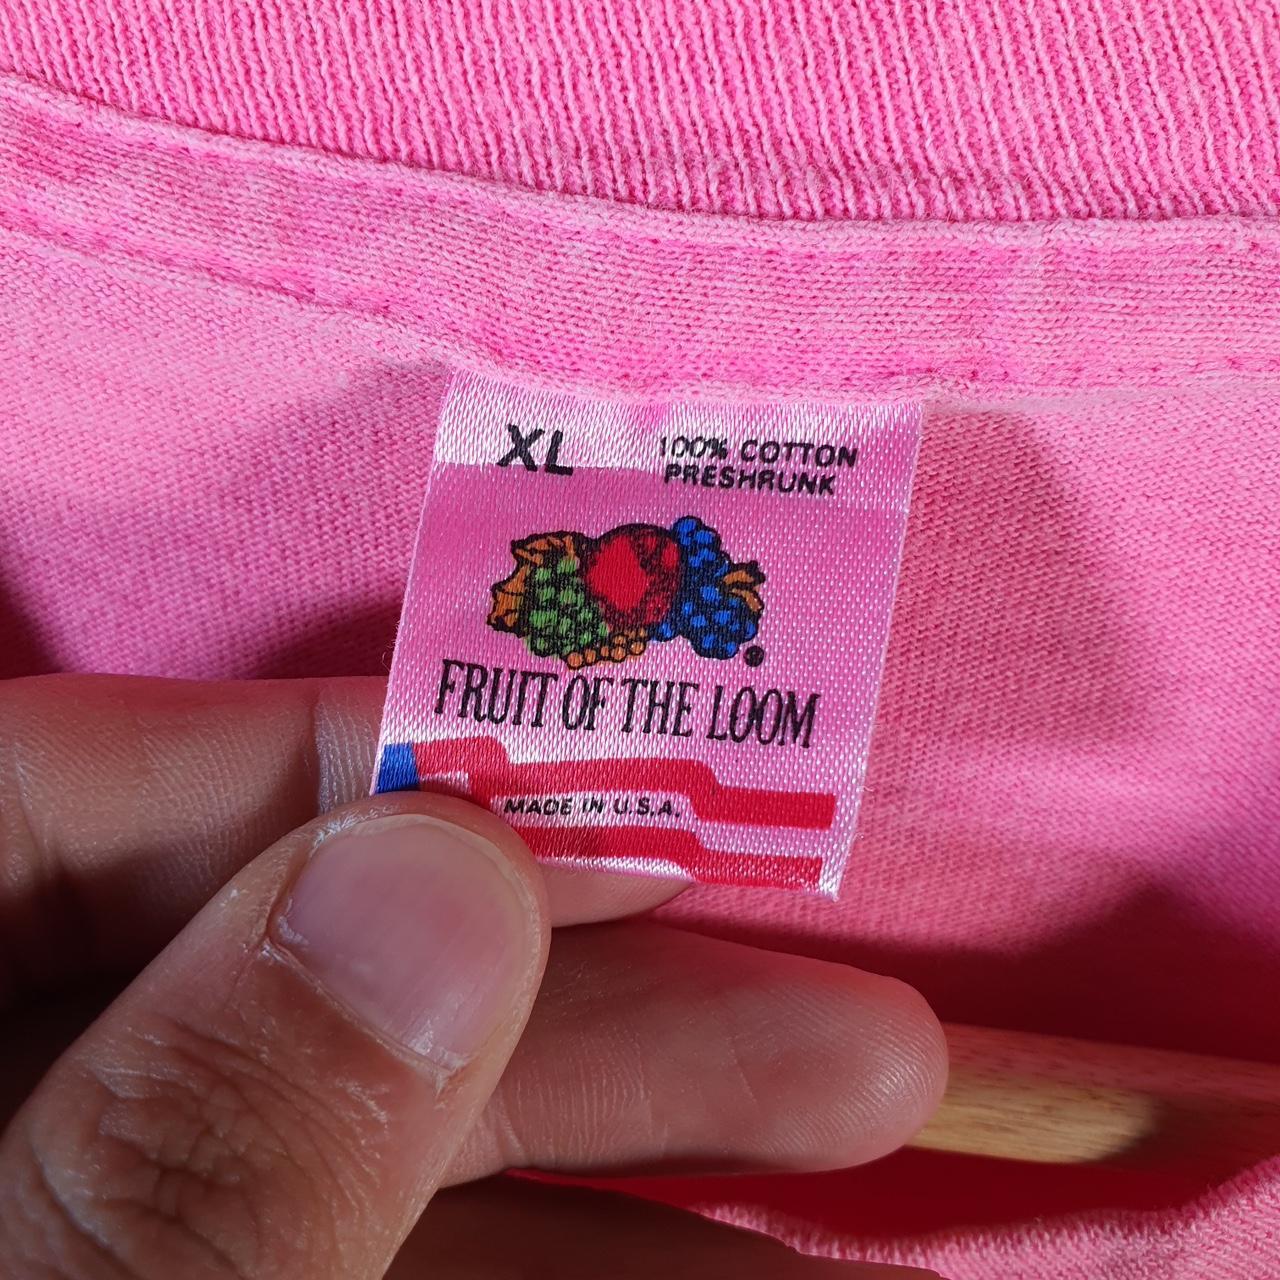 XL
100% COTTON
PRESHRUNK
FRUIT OF THE LOOM
MADE IN U.S.A.